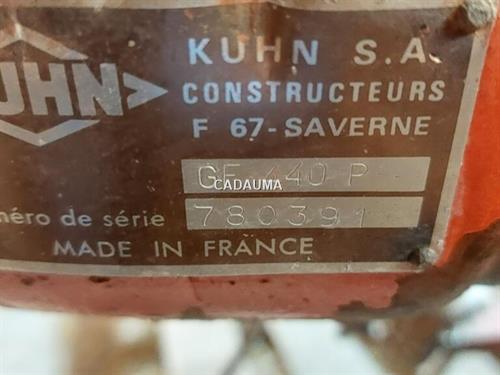 UHN
KUHN S.A
CONSTRUCTEURS
F 67-SAVERNE
GF 440 P
CADAUMA
méro de série 780391
MADE IN FRANCE